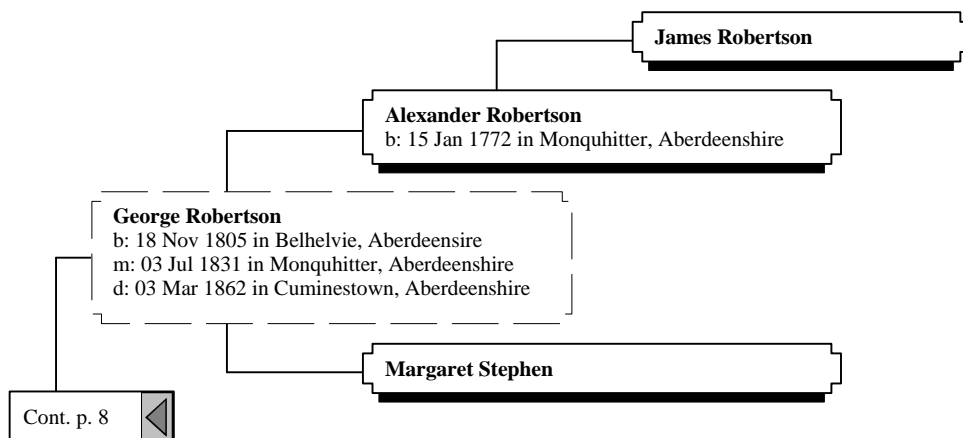 James Robertson
Alexander Robertson
b: 15 Jan 1772 in Monquhitter, Aberdeenshire
George Robertson
b: 18 Nov 1805 in Belhelvie, Aberdeensire
m: 03 Jul 1831 in Monquhitter, Aberdeenshire
d: 03 Mar 1862 in Cuminestown, Aberdeenshire
Margaret Stephen
Cont. p. 8